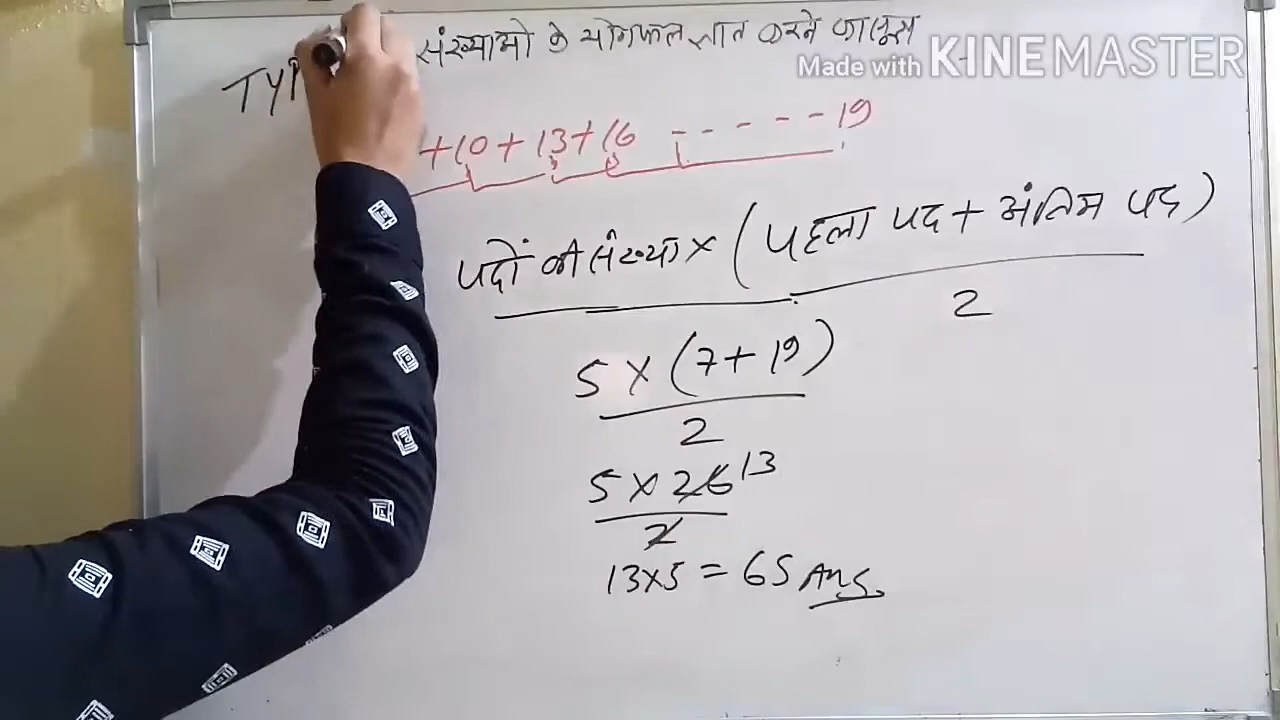 संख्याओ के योगफल ज्ञात करने का
Made with KINEMASTER
TYP
+10 + 13 + 16 - - - - - 19
पदों की संख्या × (पहला पद + अंतिम पद)
2
5 × (7 + 19)
2
5 × 26 13
2
13×5 = 65 Ans.